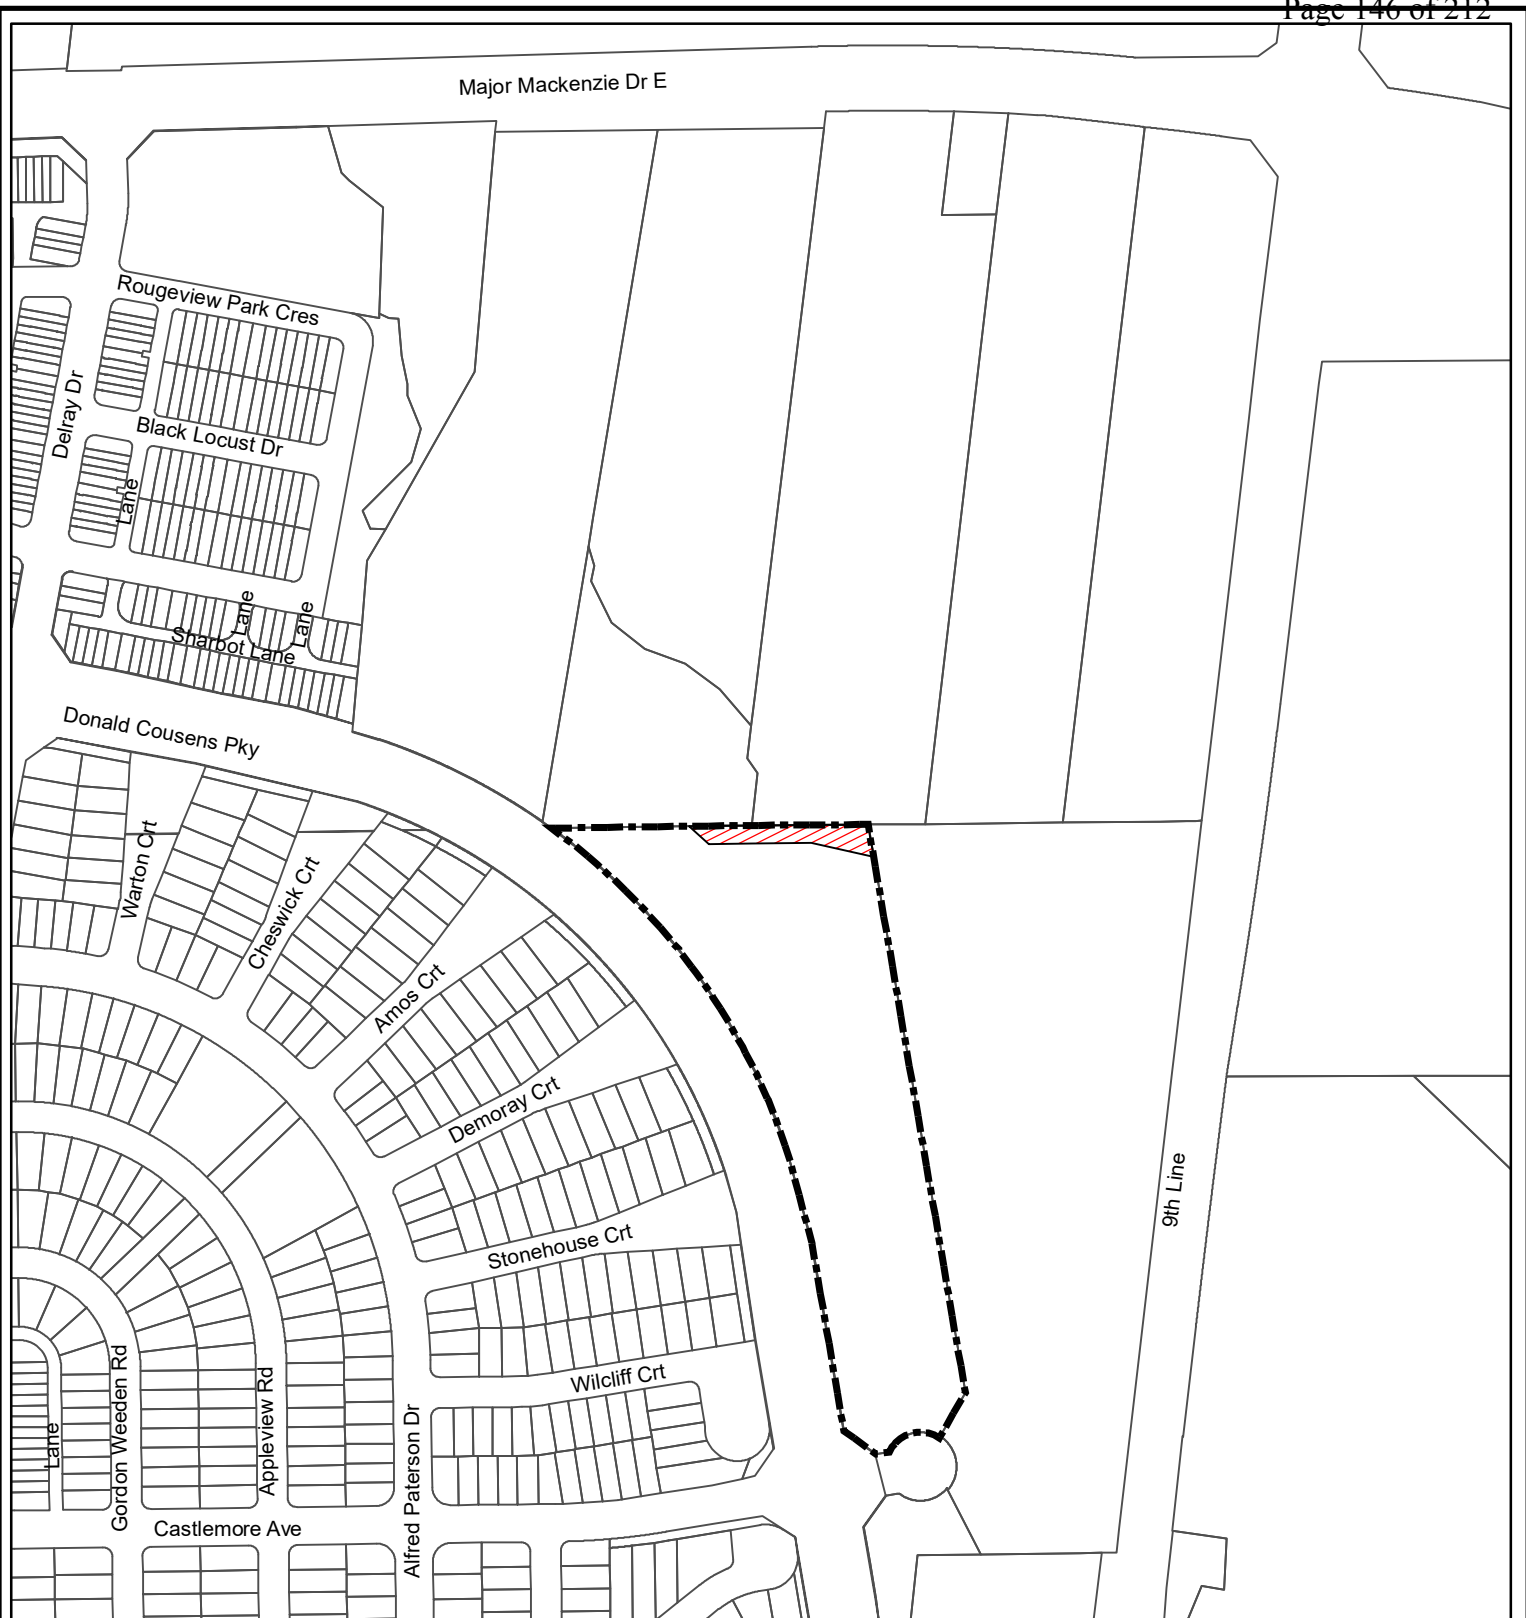 Page 146 of 212
Major Mackenzie Dr E
Rougeview Park Cres
Delray Dr
Black Locust Dr
Lane
Lane
Lane
Sharbot Lane
Donald Cousens Pky
Warton Crt
Cheswick Crt
Amos Crt
Demoray Crt
9th Line
Stonehouse Crt
Wilcliff Crt
Lane
Gordon Weeden Rd
Appleview Rd
Alfred Paterson Dr
Castlemore Ave